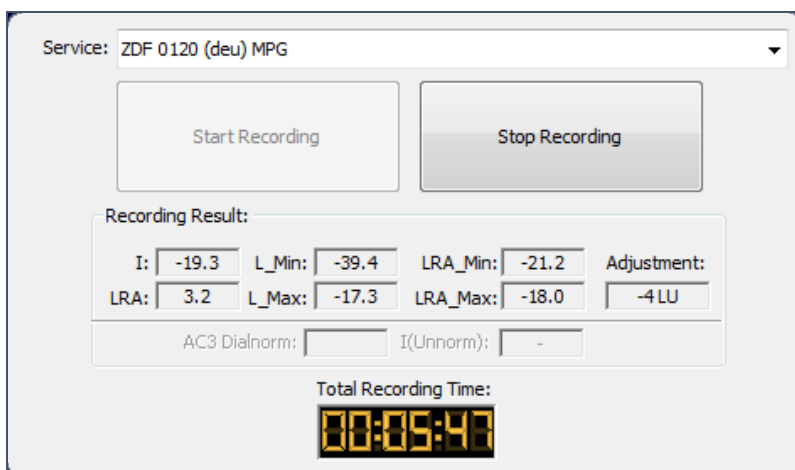 Service: ZDF 0120 (deu) MPG
Start Recording Stop Recording
Recording Result:
I: -19.3 L_Min: -39.4 LRA_Min: -21.2 Adjustment:
LRA: 3.2 L_Max: -17.3 LRA_Max: -18.0 -4 LU
AC3 Dialnorm: I(Unnorm): -
Total Recording Time:
00:05:47